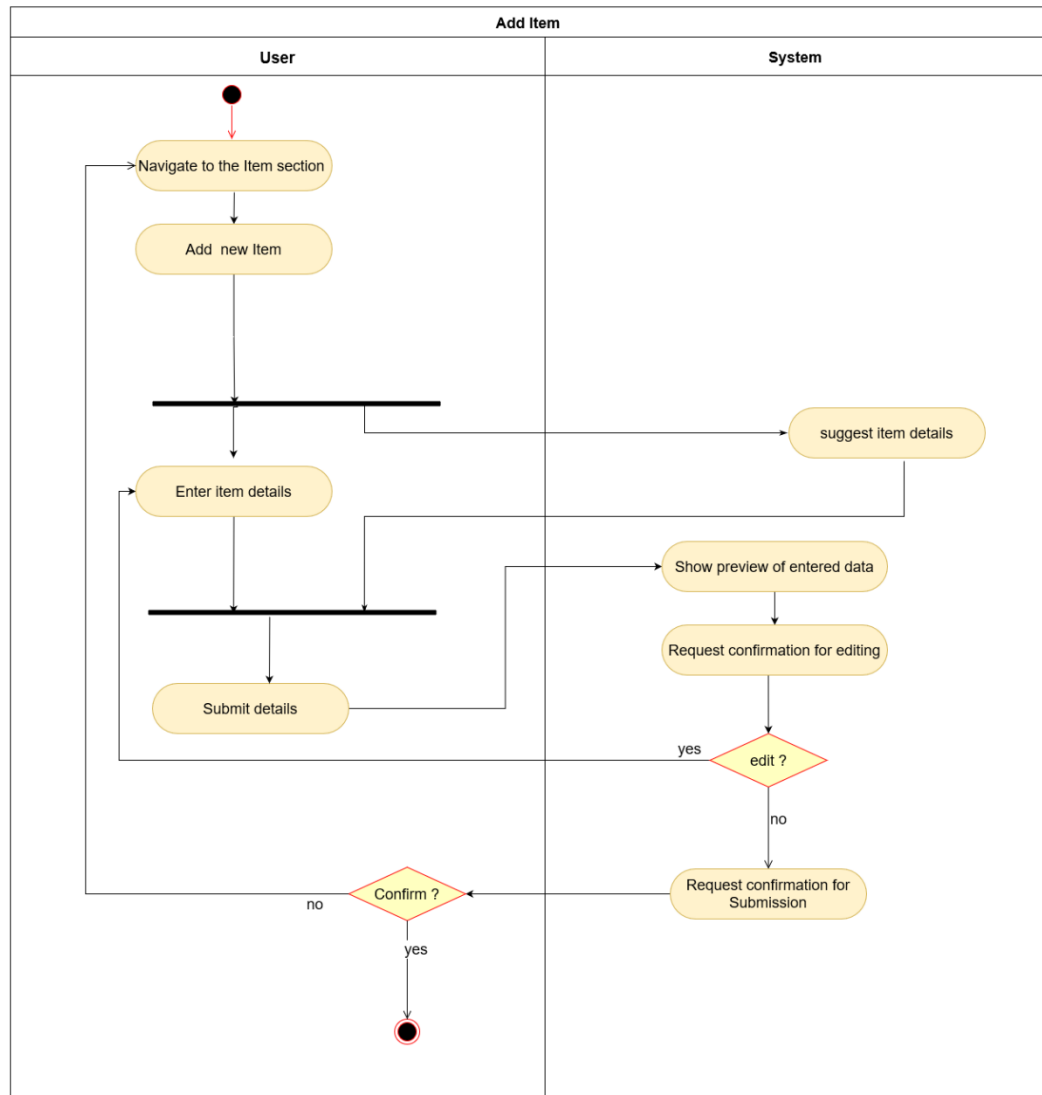 Add Item
User
System
Navigate to the Item section
Add new Item
suggest item details
Enter item details
Show preview of entered data
Request confirmation for editing
Submit details
yes
edit ?
no
Confirm ?
no
Request confirmation for
Submission
yes